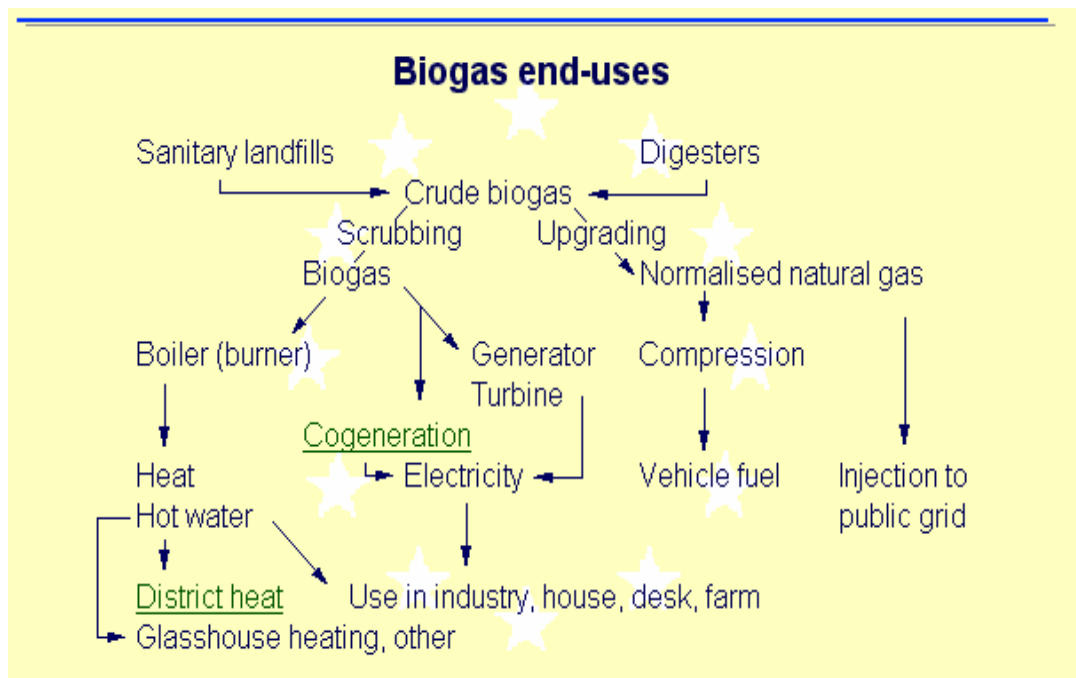 Biogas end-uses
Sanitary landfills
Digesters
Crude biogas
Scrubbing
Upgrading
Biogas
Normalised natural gas
Boiler (burner)
Generator
Turbine
Compression
Cogeneration
Heat
Hot water
Electricity
Vehicle fuel
Injection to
public grid
District heat
Use in industry, house, desk, farm
Glasshouse heating, other